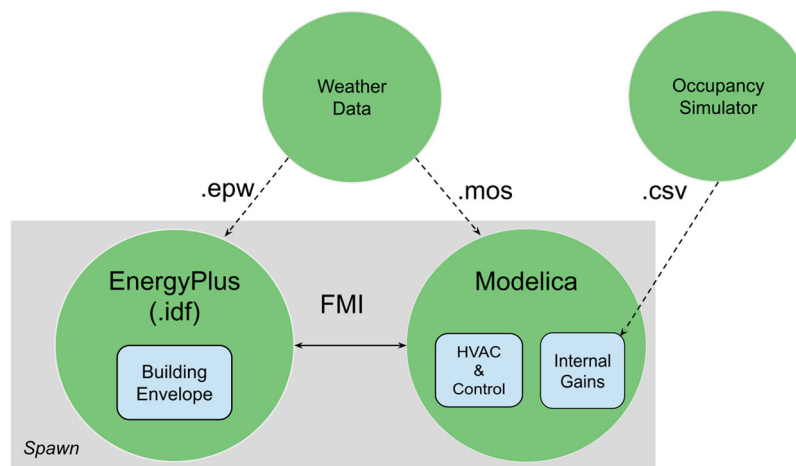 Weather
Data
Occupancy
Simulator
.epw
.mos
.csv
EnergyPlus
(.idf)
FMI
Modelica
Building
Envelope
HVAC
&
Control
Internal
Gains
Spawn